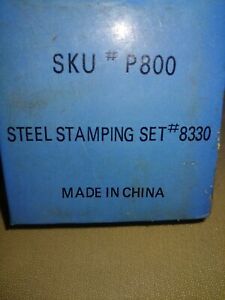 SKU # P800
STEEL STAMPING SET #8330
MADE IN CHINA